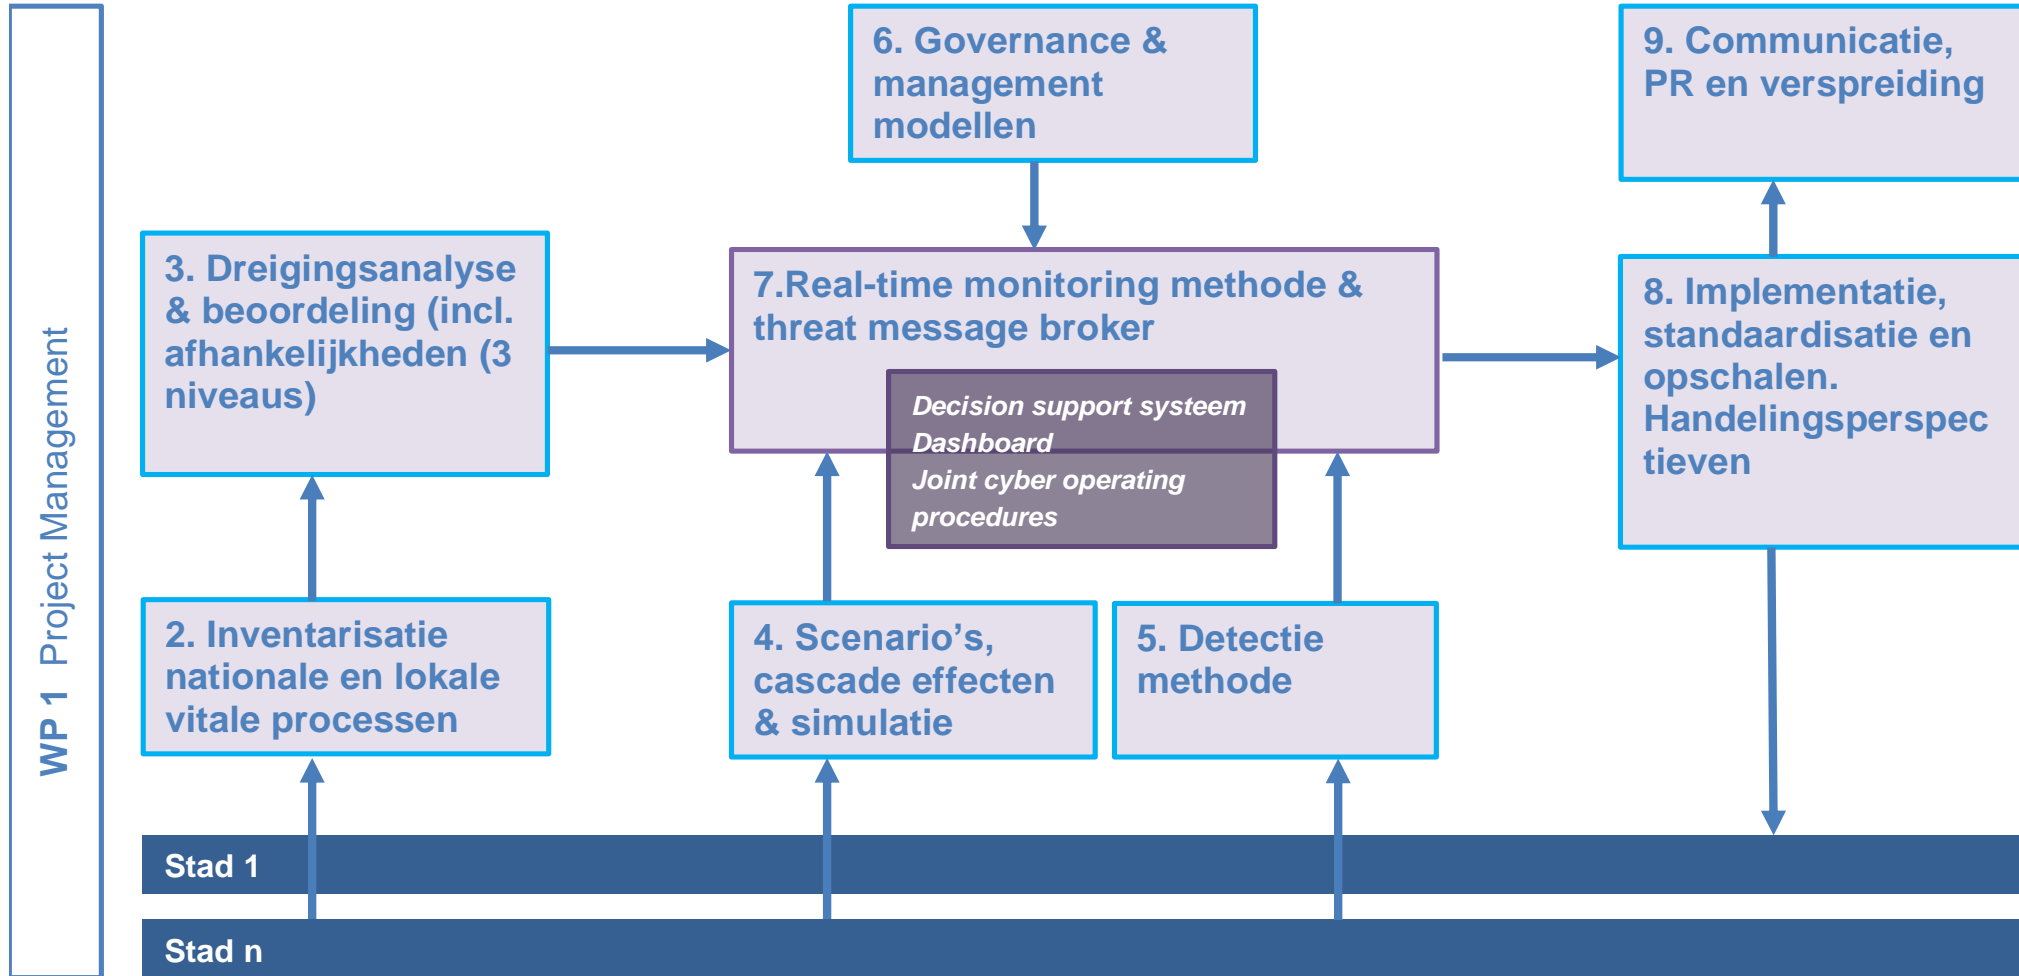 WP 1 Project Management
6. Governance &
management
modellen
9. Communicatie,
PR en verspreiding
3. Dreigingsanalyse
& beoordeling (incl.
afhankelijkheden (3
niveaus)
7.Real-time monitoring methode &
threat message broker
Decision support systeem
Dashboard
Joint cyber operating
procedures
8. Implementatie,
standaardisatie en
opschalen.
Handelingsperspec
tieven
2. Inventarisatie
nationale en lokale
vitale processen
4. Scenario’s,
cascade effecten
& simulatie
5. Detectie
methode
Stad 1
Stad n